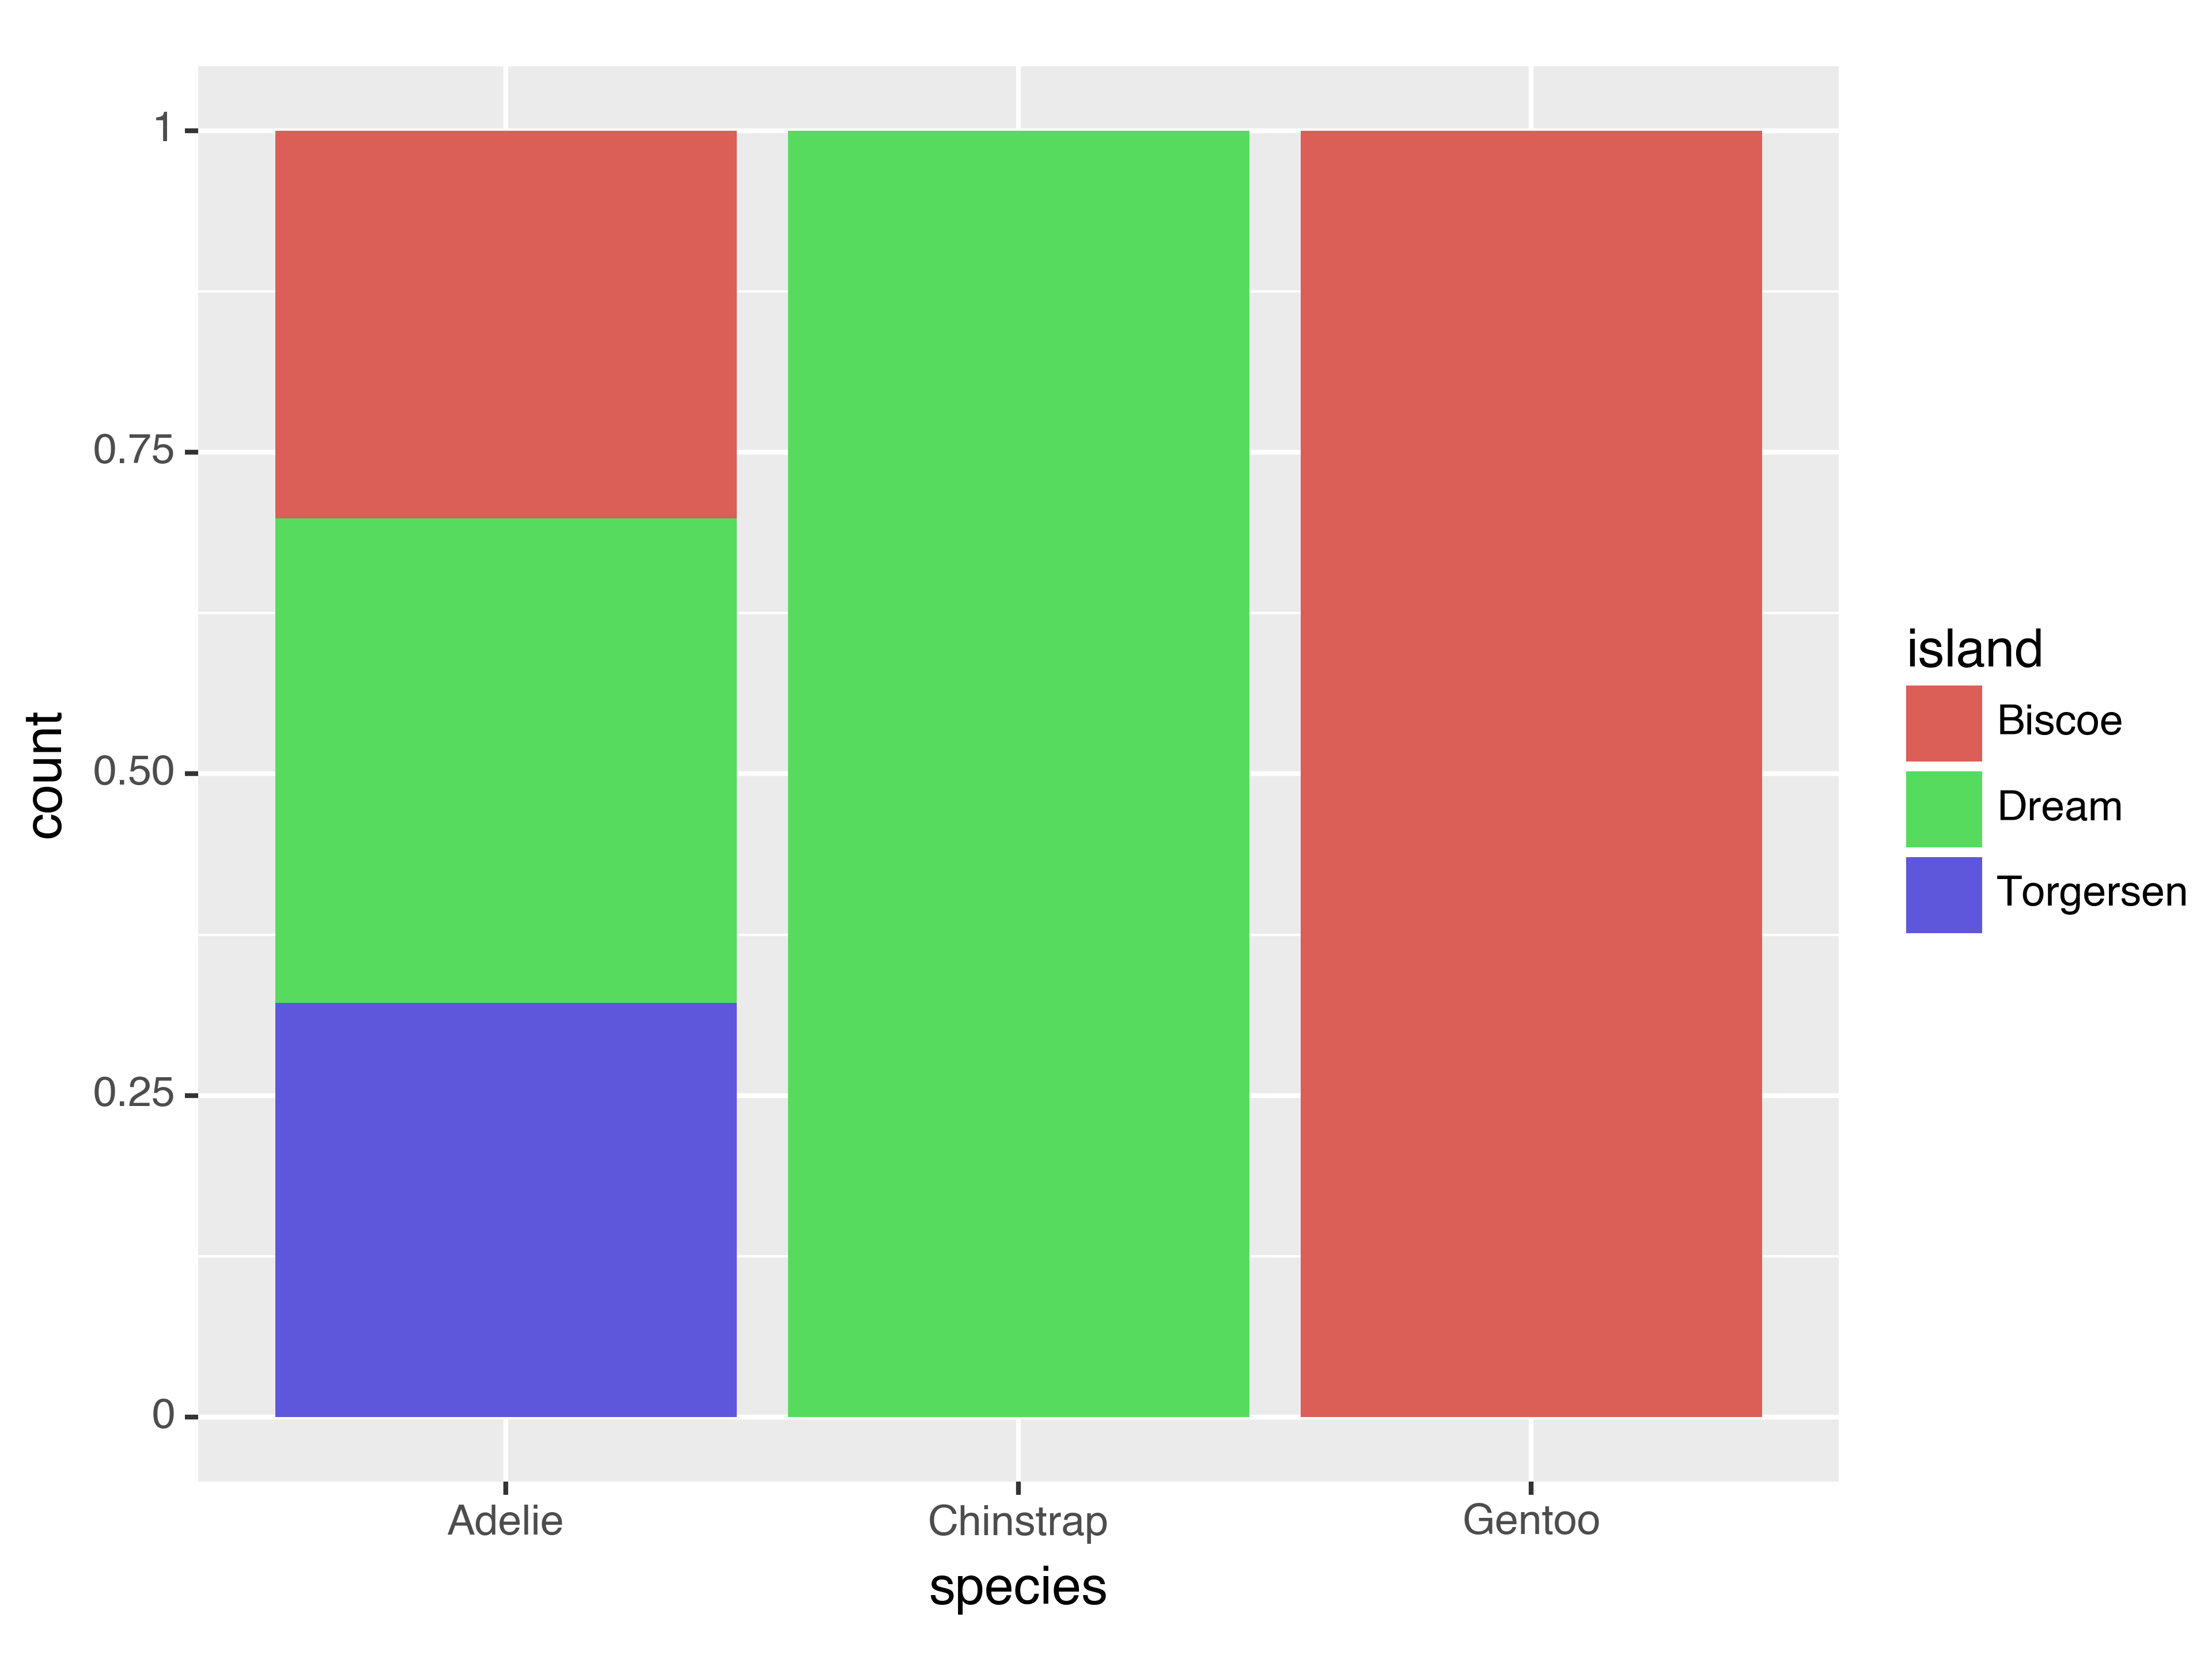 count
1
0.75
0.50
0.25
0
Adelie
Chinstrap
Gentoo
species
island
Biscoe
Dream
Torgersen